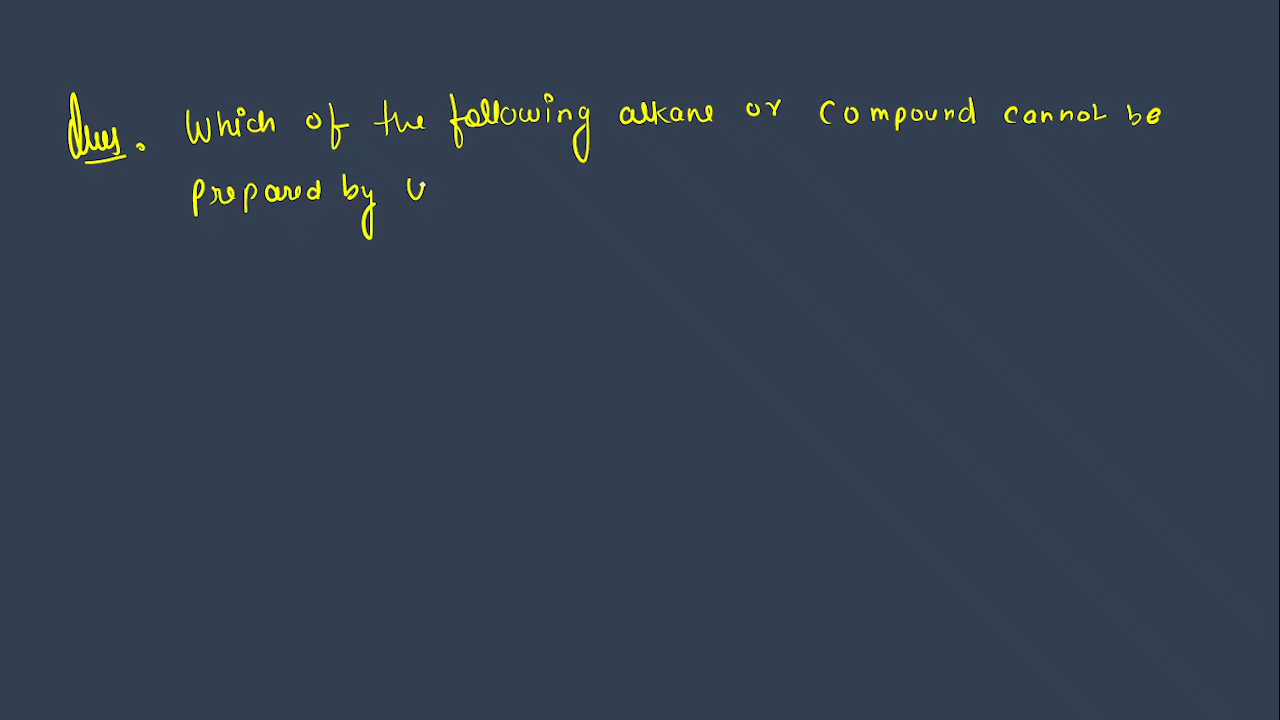 Ques. Which of the following alkane or compound cannot be
prepared by